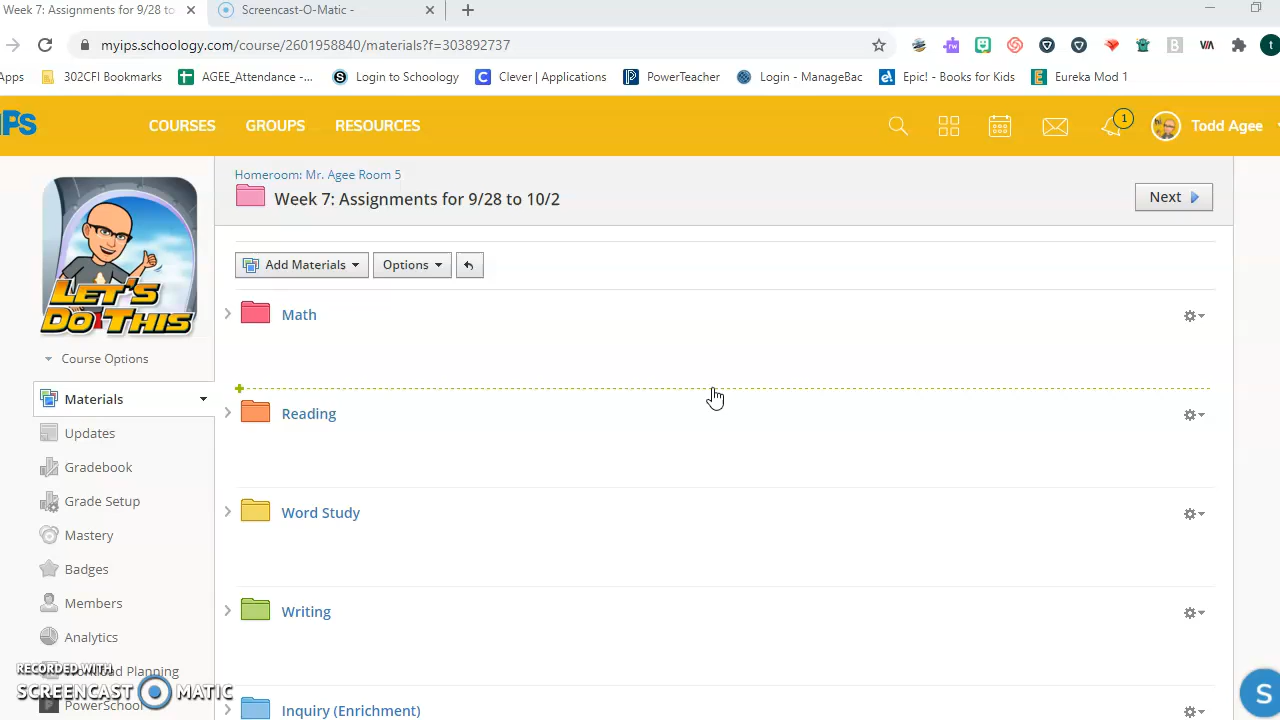 Week 7: Assignments for 9/28 to
Screencast-O-Matic -
myips.schoology.com/course/2601958840/materials?f=303892737
Apps 302CFI Bookmarks AGEE_Attendance -... Login to Schoology Clever | Applications PowerTeacher Login - ManageBac Epic! - Books for Kids Eureka Mod 1
IPS COURSES GROUPS RESOURCES 1 Todd Agee
Homeroom: Mr. Agee Room 5
Week 7: Assignments for 9/28 to 10/2
Next
Add Materials Options
LET'S
DO THIS
Math
Course Options
Materials
Reading
Updates
Gradebook
Grade Setup
Word Study
Mastery
Badges
Members
Writing
Analytics
Workload Planning
RECORDED WITH
SCREENCAST MATIC
PowerSchool
Inquiry (Enrichment)
S